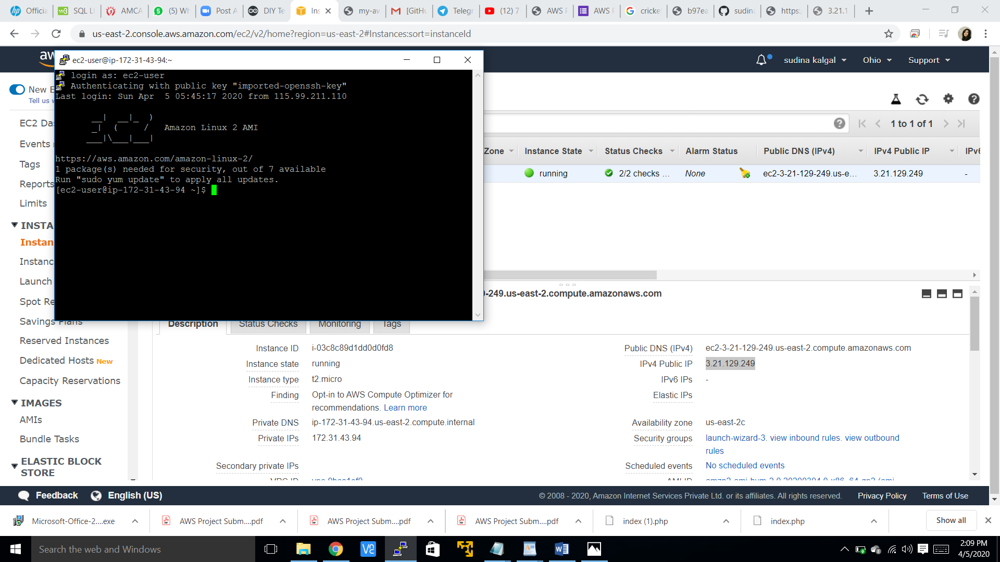 Officia
SQL LI
AMCA
(5) Wh
Post A
DIY Te
Ins
my-aw
[GitHu
Telegr
(12) 7
AWS P
AWS P
cricke
b97ea
sudina
https:/
3.21.1
us-east-2.console.aws.amazon.com/ec2/v2/home?region=us-east-2#Instances:sort=instanceId
aw
sudina kalgal
Ohio
Support
ec2-user@ip-172-31-43-94:~
login as: ec2-user
Authenticating with public key "imported-openssh-key"
Last login: Sun Apr  5 05:45:17 2020 from 115.99.211.110
__|  __|_  )
_|  (     /   Amazon Linux 2 AMI
___|\___|___|
https://aws.amazon.com/amazon-linux-2/
1 package(s) needed for security, out of 7 available
Run "sudo yum update" to apply all updates.
[ec2-user@ip-172-31-43-94 ~]$
New E
Tell us w
EC2 Das
Events
Tags
Reports
Limits
INSTA
Instan
Instanc
Launch
Spot Re
Savings Plans
Reserved Instances
Dedicated Hosts New
Capacity Reservations
IMAGES
AMIs
Bundle Tasks
ELASTIC BLOCK
STORE
1 to 1 of 1
Zone
Instance State
Status Checks
Alarm Status
Public DNS (IPv4)
IPv4 Public IP
IPv6
running
2/2 checks ...
None
ec2-3-21-129-249.us-e...
3.21.129.249
-
-249.us-east-2.compute.amazonaws.com
Description
Status Checks
Monitoring
Tags
Instance ID i-03c8c89d1dd0d0fd8
Instance state running
Instance type t2.micro
Finding Opt-in to AWS Compute Optimizer for
recommendations. Learn more
Private DNS ip-172-31-43-94.us-east-2.compute.internal
Private IPs 172.31.43.94
Secondary private IPs
VPC ID
Public DNS (IPv4) ec2-3-21-129-249.us-east-2.compute.amazonaws.com
IPv4 Public IP 3.21.129.249
IPv6 IPs -
Elastic IPs
Availability zone us-east-2c
Security groups launch-wizard-3. view inbound rules. view outbound
rules
Scheduled events No scheduled events
AMI ID
Feedback
English (US)
© 2008 - 2020, Amazon Internet Services Private Ltd. or its affiliates. All rights reserved.
Privacy Policy
Terms of Use
Microsoft-Office-2....exe
AWS Project Subm....pdf
AWS Project Subm....pdf
AWS Project Subm....pdf
index (1).php
index.php
Show all
Search the web and Windows
2:09 PM
4/5/2020